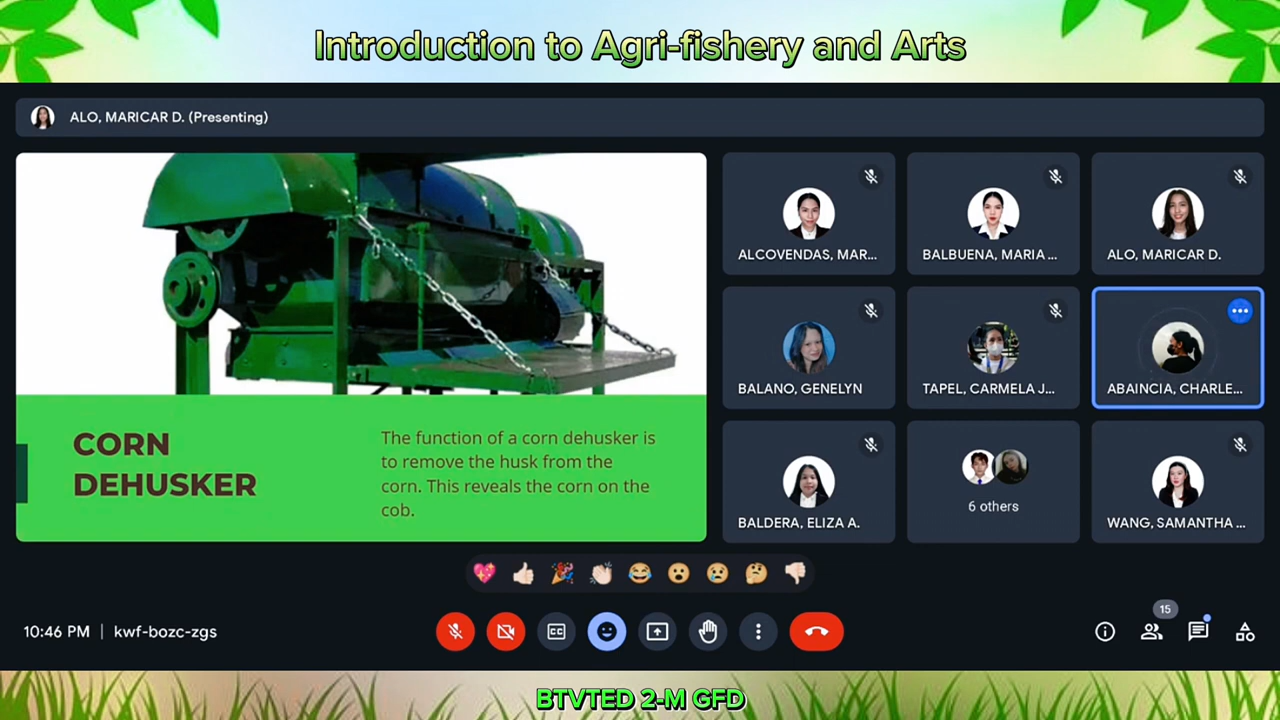 Introduction to Agri-fishery and Arts
ALO, MARICAR D. (Presenting)
CORN
DEHUSKER
The function of a corn dehusker is
to remove the husk from the
corn. This reveals the corn on the
cob.
ALCOVENDAS, MAR...
BALBUENA, MARIA ...
ALO, MARICAR D.
BALANO, GENELYN
TAPEL, CARMELA J...
ABAINCIA, CHARLE...
BALDERA, ELIZA A.
6 others
WANG, SAMANTHA ...
10:46 PM | kwf-bozc-zgs
CC
15
BTVTED 2-M GFD